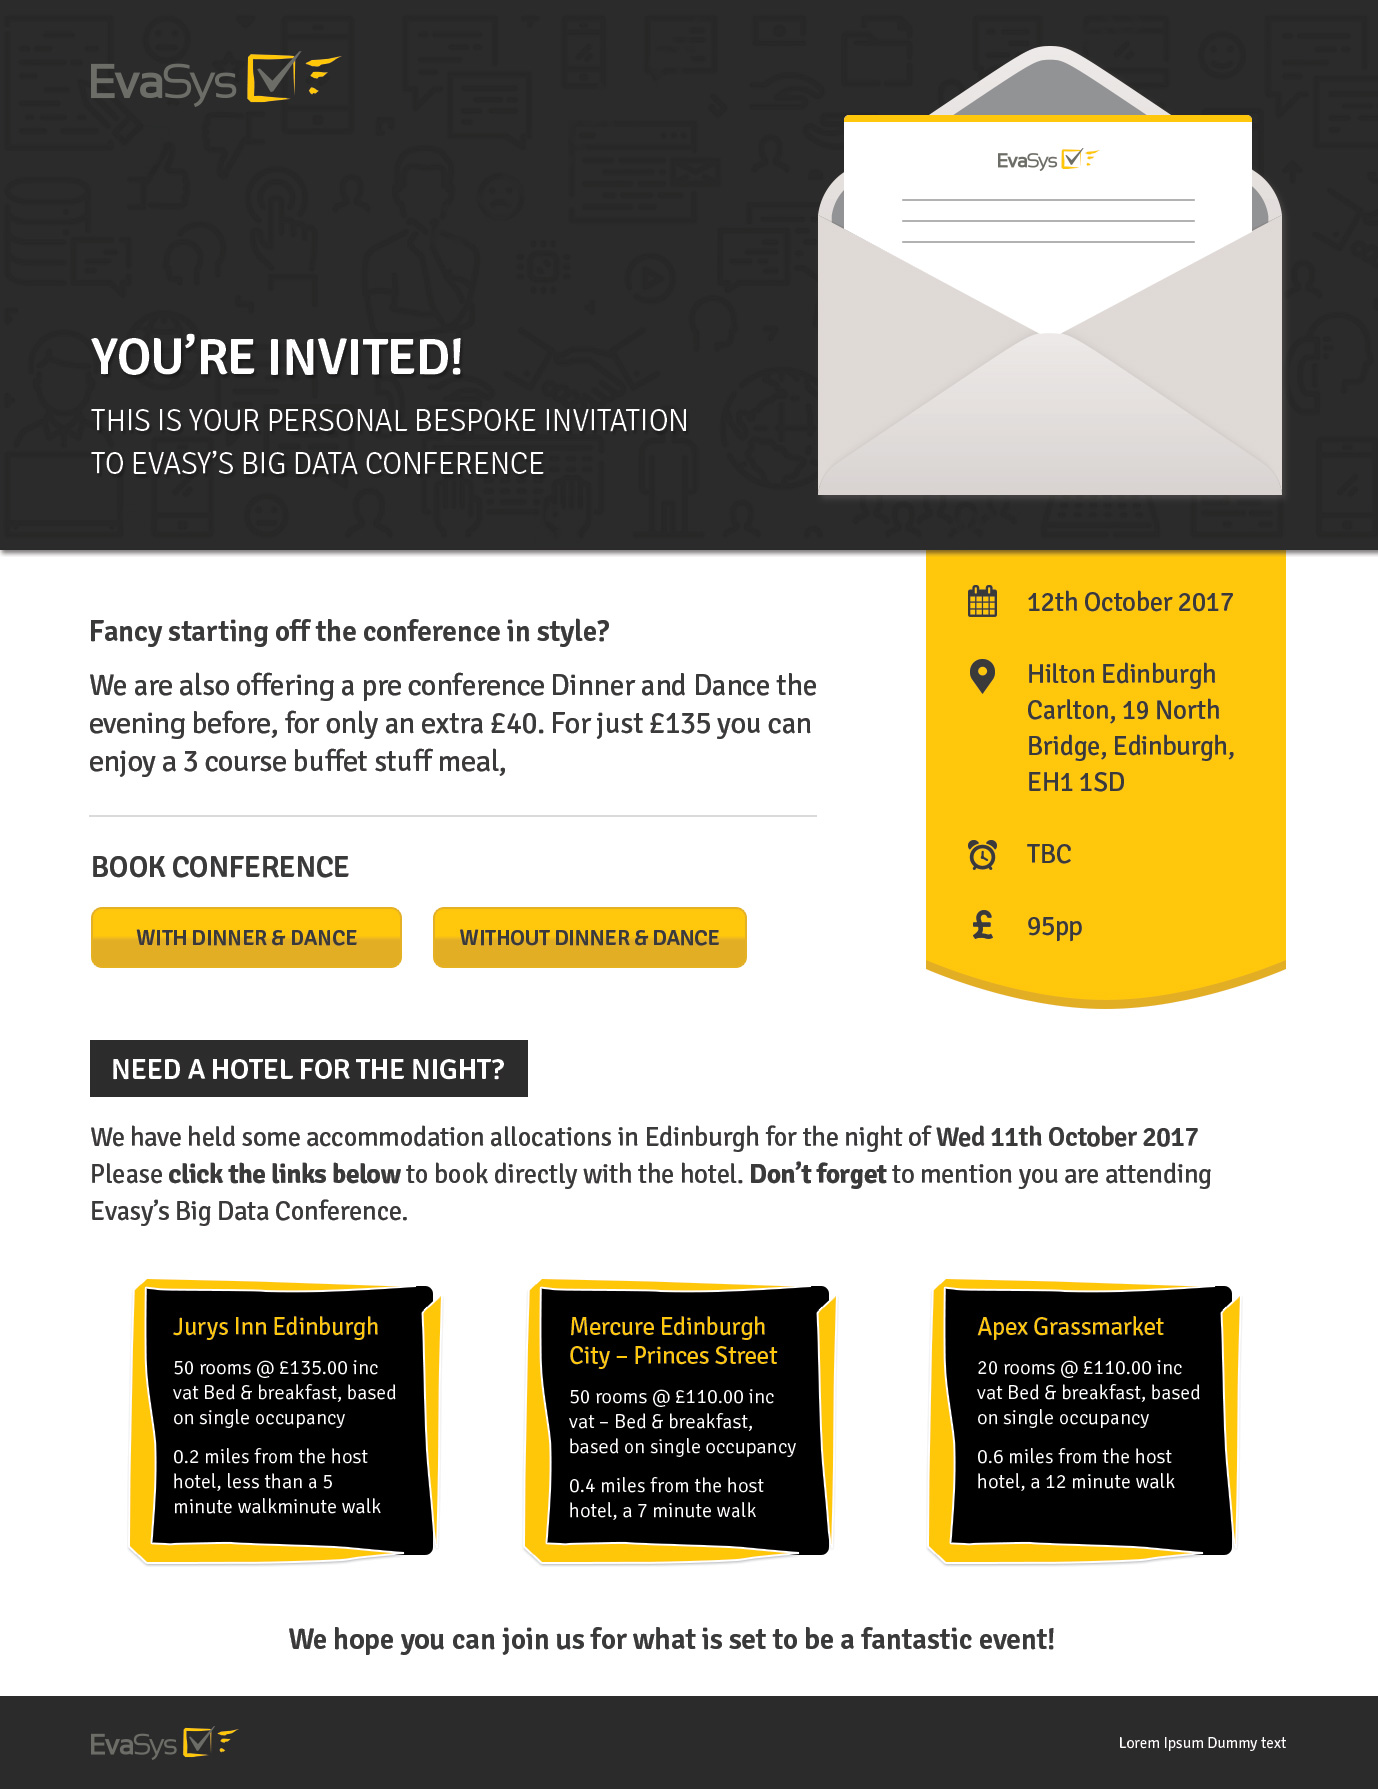 EvaSys
EvaSys
YOU’RE INVITED!
THIS IS YOUR PERSONAL BESPOKE INVITATION
TO EVASY’S BIG DATA CONFERENCE
12th October 2017
Hilton Edinburgh
Carlton, 19 North
Bridge, Edinburgh,
EH1 1SD
TBC
£ 95pp
Fancy starting off the conference in style?
We are also offering a pre conference Dinner and Dance the
evening before, for only an extra £40. For just £135 you can
enjoy a 3 course buffet stuff meal,
BOOK CONFERENCE
WITH DINNER & DANCE
WITHOUT DINNER & DANCE
NEED A HOTEL FOR THE NIGHT?
We have held some accommodation allocations in Edinburgh for the night of Wed 11th October 2017
Please click the links below to book directly with the hotel. Don’t forget to mention you are attending
Evasy’s Big Data Conference.
Jurys Inn Edinburgh
50 rooms @ £135.00 inc
vat Bed & breakfast, based
on single occupancy
0.2 miles from the host
hotel, less than a 5
minute walkminute walk
Mercure Edinburgh
City – Princes Street
50 rooms @ £110.00 inc
vat – Bed & breakfast,
based on single occupancy
0.4 miles from the host
hotel, a 7 minute walk
Apex Grassmarket
20 rooms @ £110.00 inc
vat Bed & breakfast, based
on single occupancy
0.6 miles from the host
hotel, a 12 minute walk
We hope you can join us for what is set to be a fantastic event!
EvaSys
Lorem Ipsum Dummy text